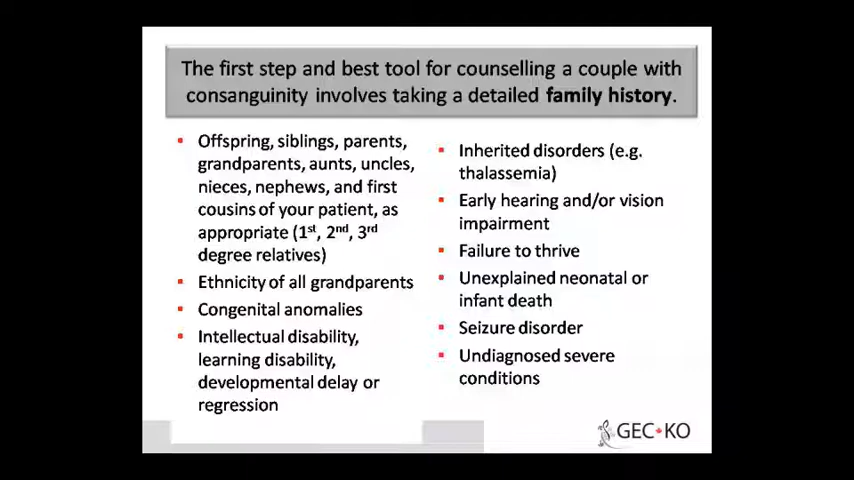 The first step and best tool for counselling a couple with
consanguinity involves taking a detailed family history.
Offspring, siblings, parents,
grandparents, aunts, uncles,
nieces, nephews, and first
cousins of your patient, as
appropriate (1st, 2nd, 3rd
degree relatives)
Ethnicity of all grandparents
Congenital anomalies
Intellectual disability,
learning disability,
developmental delay or
regression
Inherited disorders (e.g.
thalassemia)
Early hearing and/or vision
impairment
Failure to thrive
Unexplained neonatal or
infant death
Seizure disorder
Undiagnosed severe
conditions
GEC KO